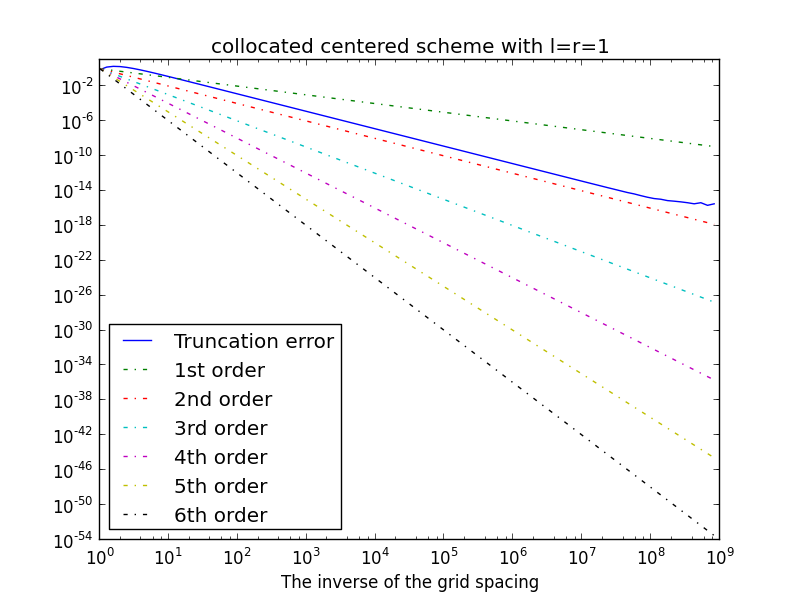 collocated centered scheme with l=r=1
10^-2
10^-6
10^-10
10^-14
10^-18
10^-22
10^-26
10^-30
10^-34
10^-38
10^-42
10^-46
10^-50
10^-54
Truncation error
1st order
2nd order
3rd order
4th order
5th order
6th order
10^0 10^1 10^2 10^3 10^4 10^5 10^6 10^7 10^8 10^9
The inverse of the grid spacing